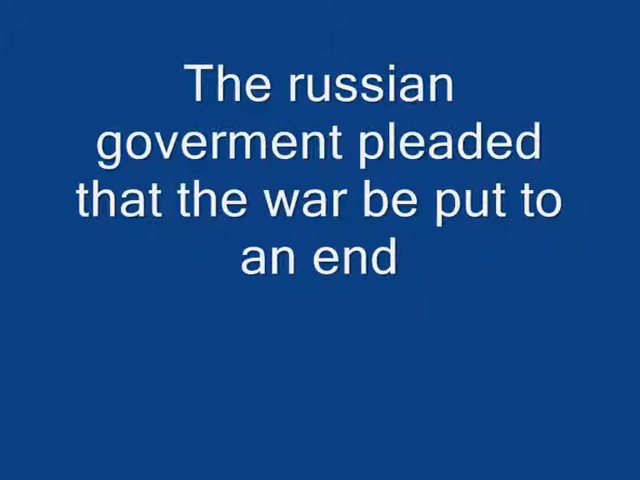 The russian
goverment pleaded
that the war be put to
an end